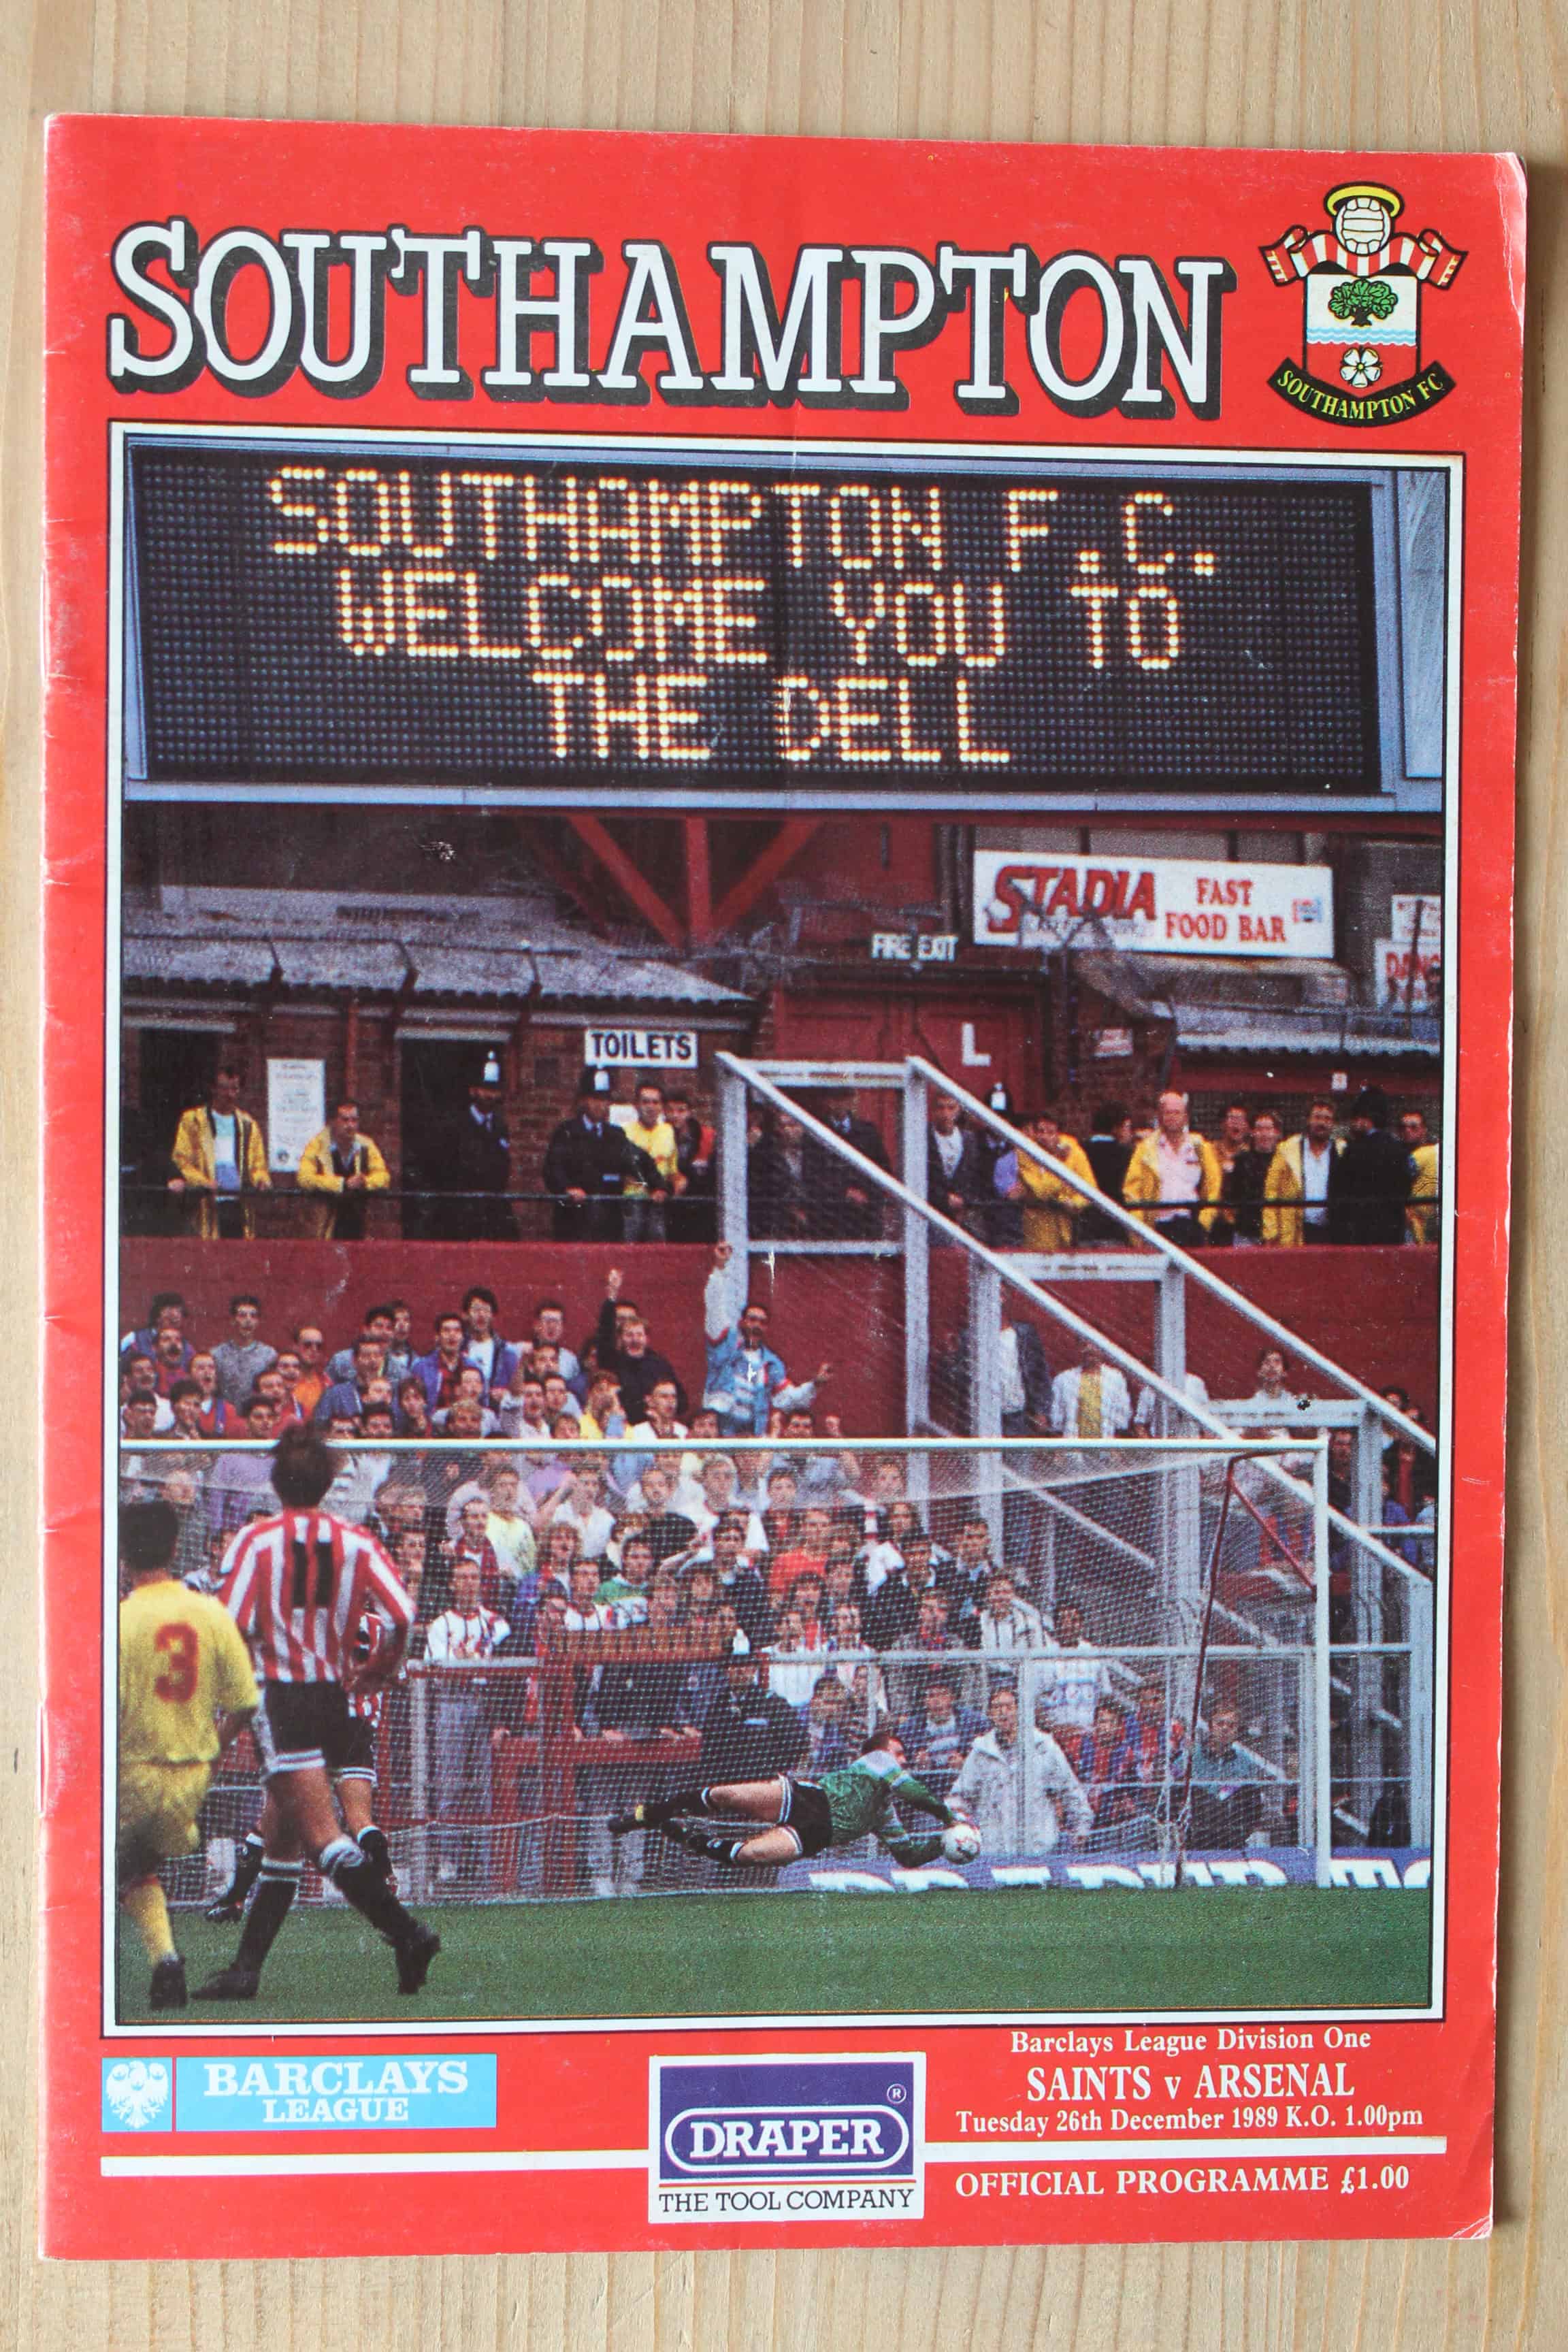 SOUTHAMPTON
SOUTHAMPTON FC
SOUTHAMPTON F.C.
WELCOME YOU TO
THE DELL
STADIA
FAST
FOOD BAR
FIRE EXIT
TOILETS
L
11
3
Barclays League Division One
SAINTS v ARSENAL
Tuesday 26th December 1989 K.O. 1.00pm
BARCLAYS
LEAGUE
DRAPER ®
THE TOOL COMPANY
OFFICIAL PROGRAMME £1.00